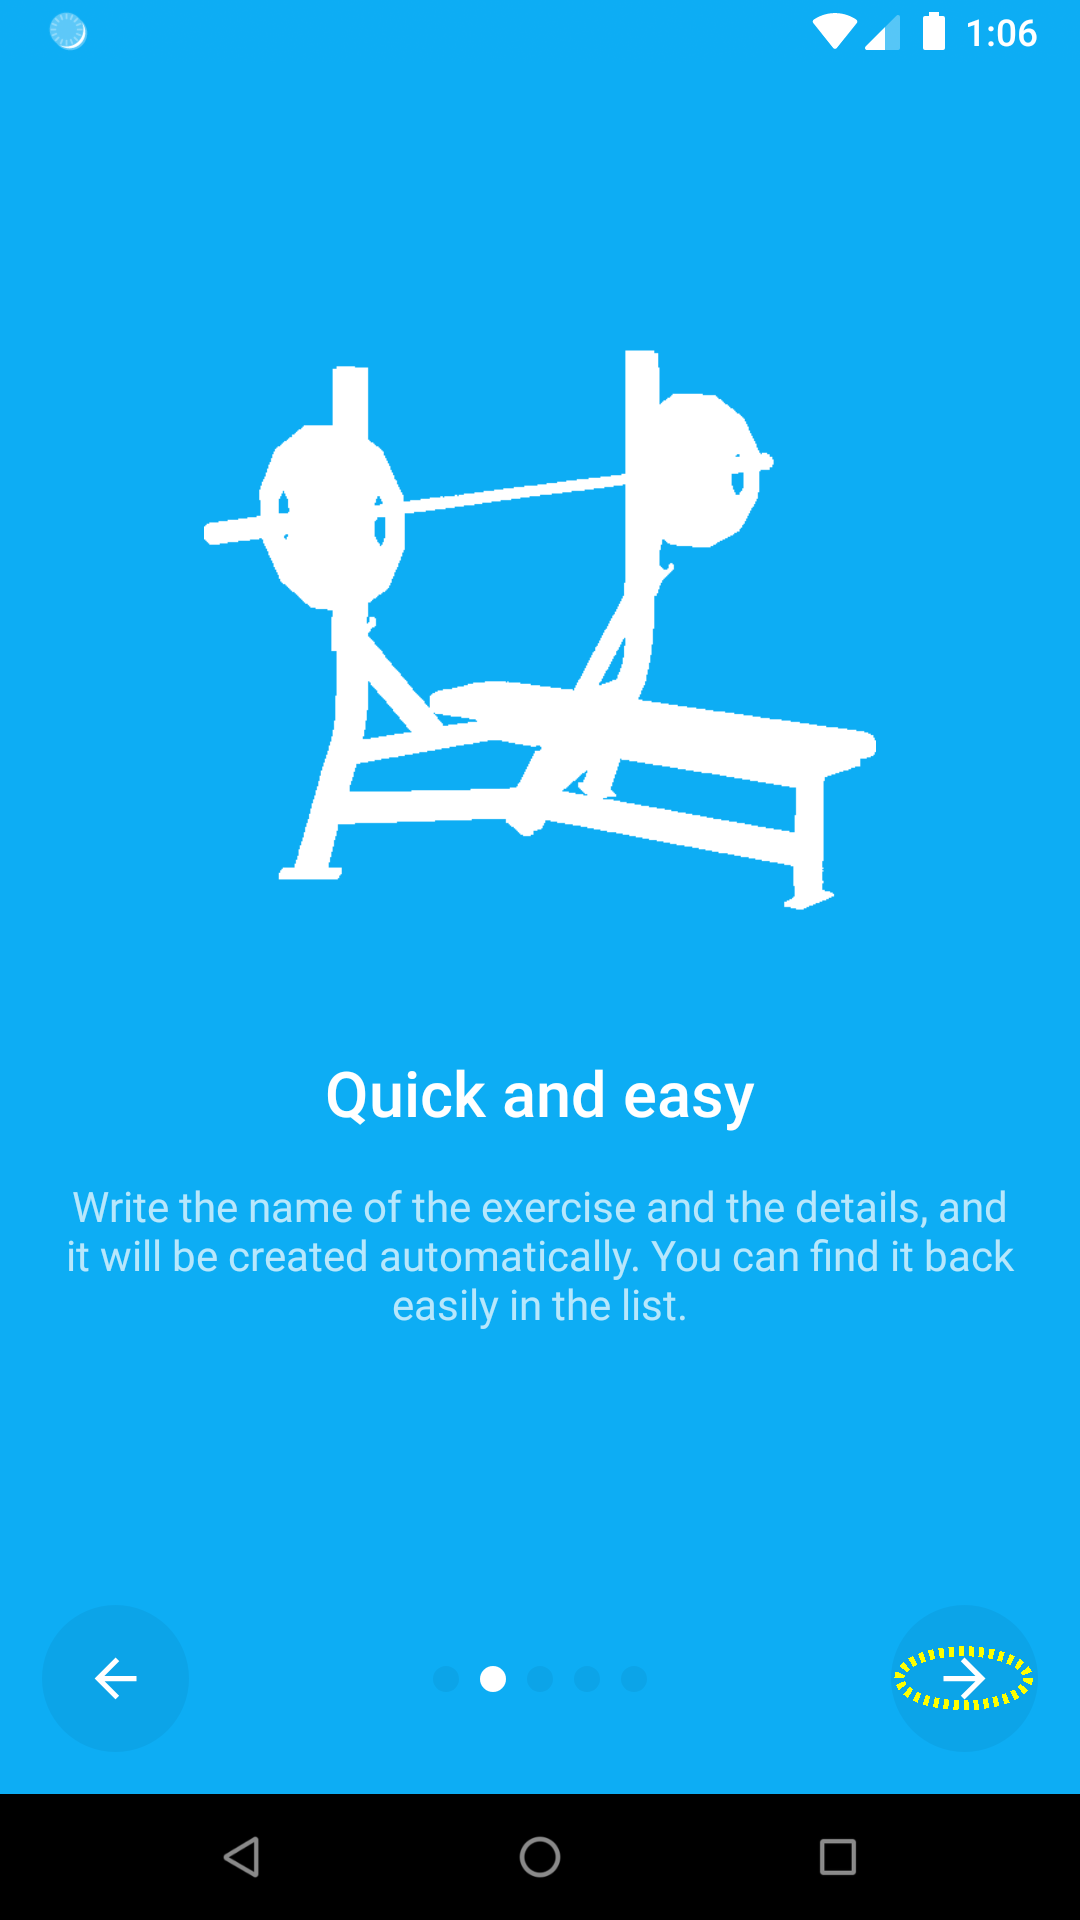 1:06
Quick and easy
Write the name of the exercise and the details, and
it will be created automatically. You can find it back
easily in the list.